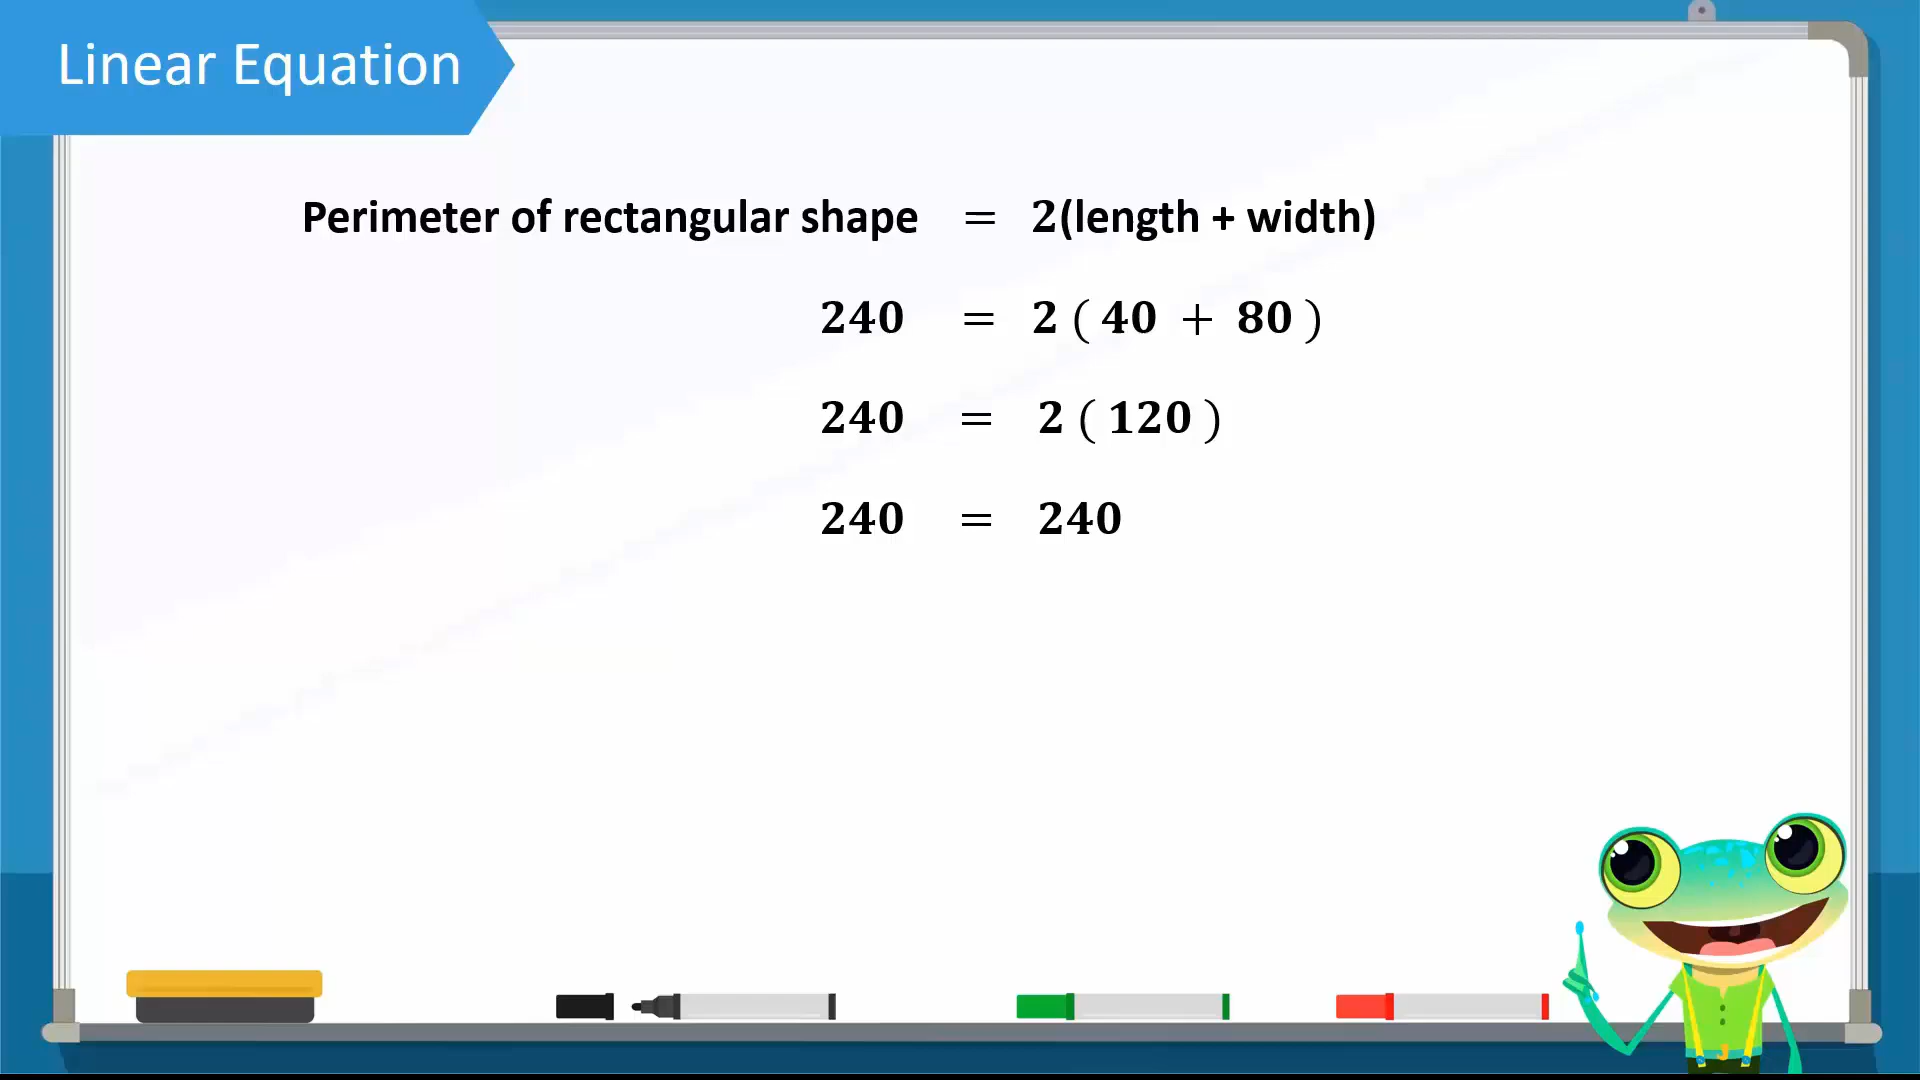 Linear Equation
Perimeter of rectangular shape = 2(length + width)
240 = 2 ( 40 + 80 )
240 = 2 ( 120 )
240 = 240